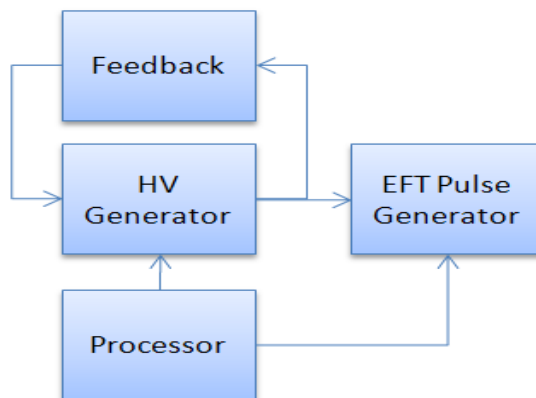 Feedback
HV
Generator
EFT Pulse
Generator
Processor